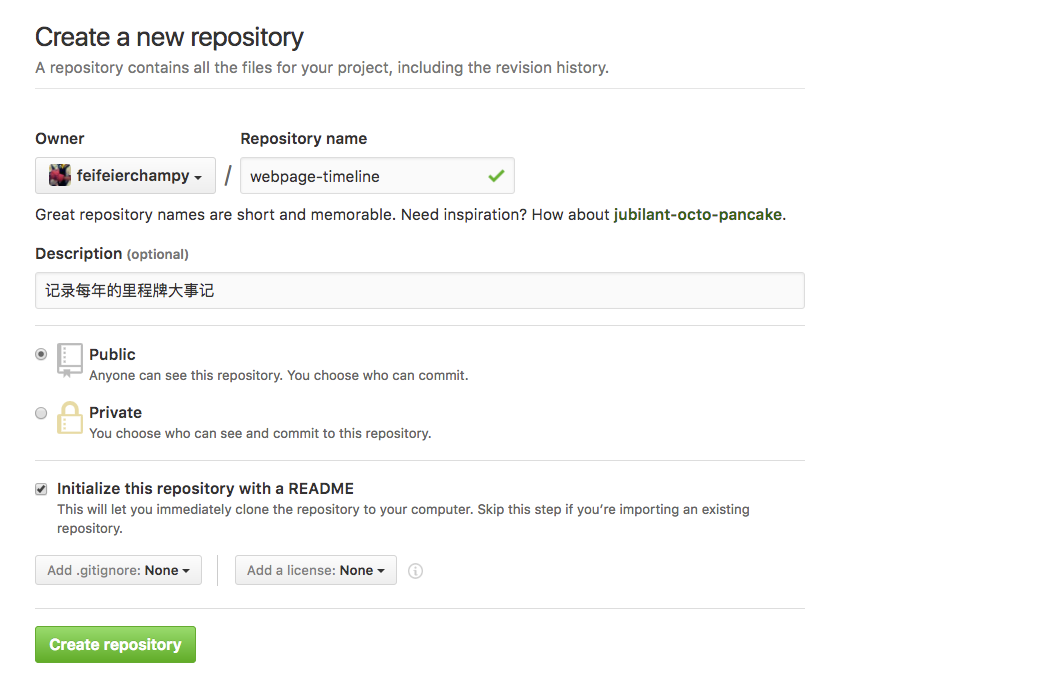 Create a new repository
A repository contains all the files for your project, including the revision history.
Owner
Repository name
feifeierchampy
/
webpage-timeline
Great repository names are short and memorable. Need inspiration? How about jubilant-octo-pancake.
Description (optional)
记录每年的里程牌大事记
Public
Anyone can see this repository. You choose who can commit.
Private
You choose who can see and commit to this repository.
Initialize this repository with a README
This will let you immediately clone the repository to your computer. Skip this step if you’re importing an existing
repository.
Add .gitignore: None
Add a license: None
Create repository